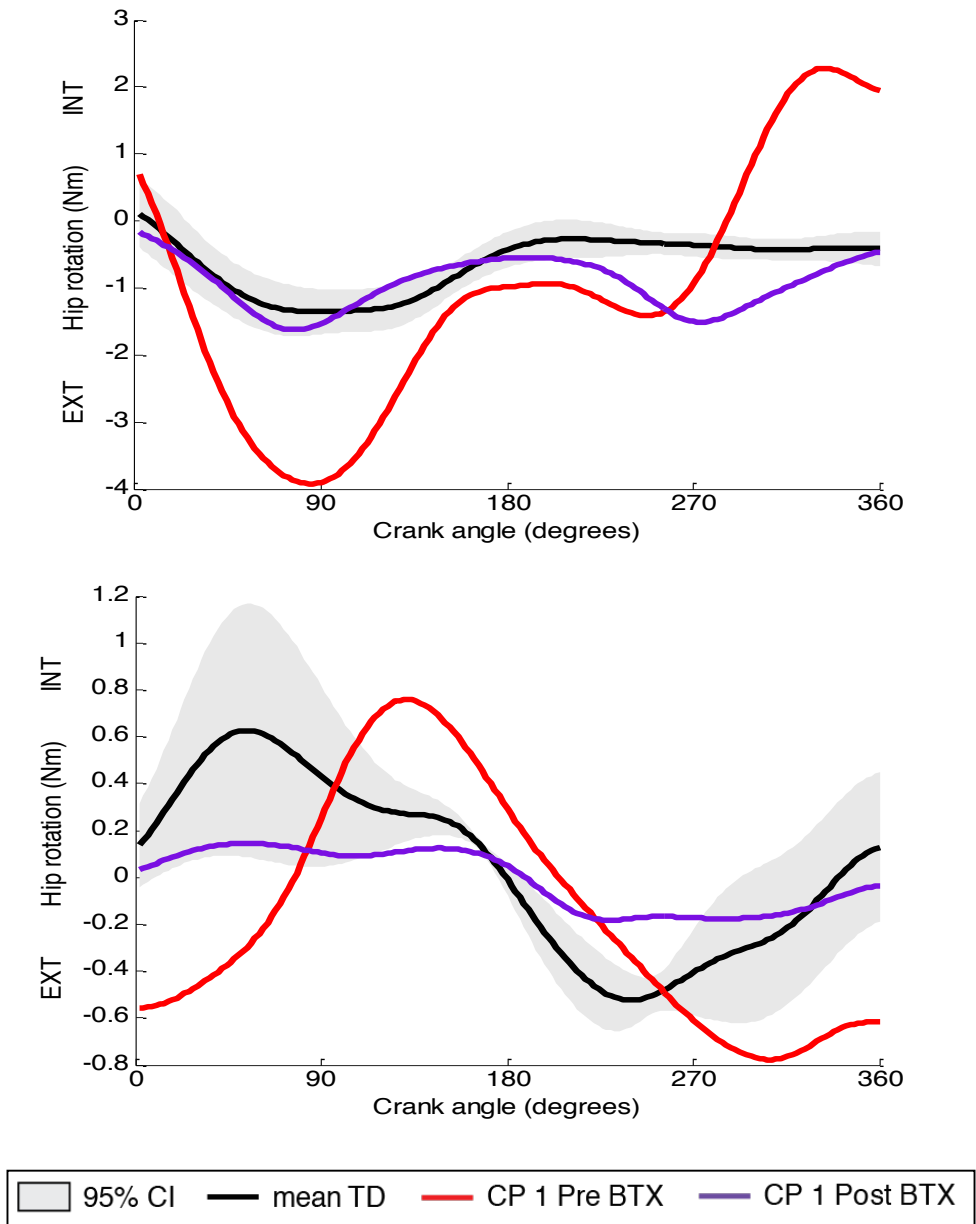 3
2
1
0
-1
-2
-3
-4
EXT Hip rotation (Nm) INT
0 90 180 270 360
Crank angle (degrees)
1.2
1
0.8
0.6
0.4
0.2
0
-0.2
-0.4
-0.6
-0.8
EXT Hip rotation (Nm) INT
0 90 180 270 360
Crank angle (degrees)
95% CI mean TD CP 1 Pre BTX CP 1 Post BTX